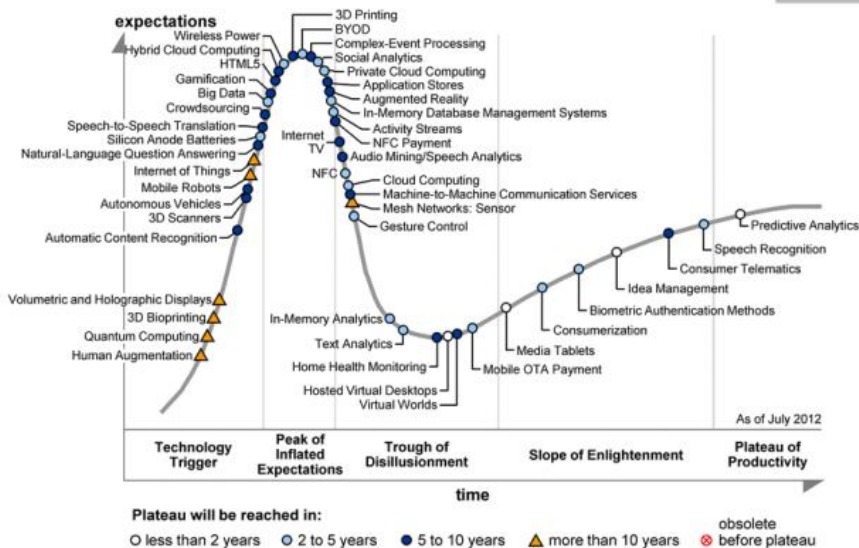 expectations
3D Printing
BYOD
Wireless Power
Complex-Event Processing
Hybrid Cloud Computing
Social Analytics
HTML5
Private Cloud Computing
Gamification
Application Stores
Big Data
Augmented Reality
Crowdsourcing
In-Memory Database Management Systems
Speech-to-Speech Translation
Activity Streams
Silicon Anode Batteries
NFC Payment
Natural-Language Question Answering
Internet
TV
Audio Mining/Speech Analytics
Internet of Things
NFC
Cloud Computing
Mobile Robots
Machine-to-Machine Communication Services
Autonomous Vehicles
Mesh Networks: Sensor
3D Scanners
Gesture Control
Automatic Content Recognition
Predictive Analytics
Speech Recognition
Consumer Telematics
Idea Management
Volumetric and Holographic Displays
Biometric Authentication Methods
3D Bioprinting
In-Memory Analytics
Consumerization
Quantum Computing
Text Analytics
Media Tablets
Human Augmentation
Home Health Monitoring
Mobile OTA Payment
Hosted Virtual Desktops
Virtual Worlds
As of July 2012
Technology
Trigger
Peak of
Inflated
Expectations
Trough of
Disillusionment
Slope of Enlightenment
Plateau of
Productivity
time
Plateau will be reached in:
less than 2 years
2 to 5 years
5 to 10 years
more than 10 years
obsolete
before plateau